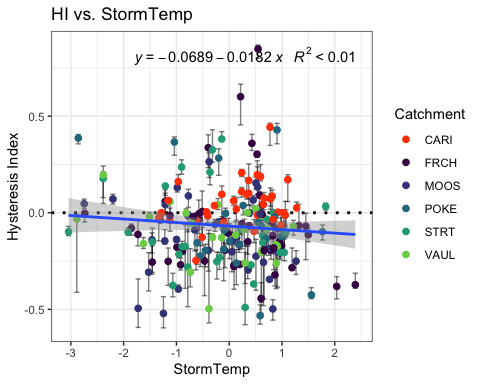 HI vs. StormTemp
y = −0.0689 − 0.0182 x R² < 0.01
0.5
0.0
-0.5
Hysteresis Index
-3 -2 -1 0 1 2
StormTemp
Catchment
CARI
FRCH
MOOS
POKE
STRT
VAUL